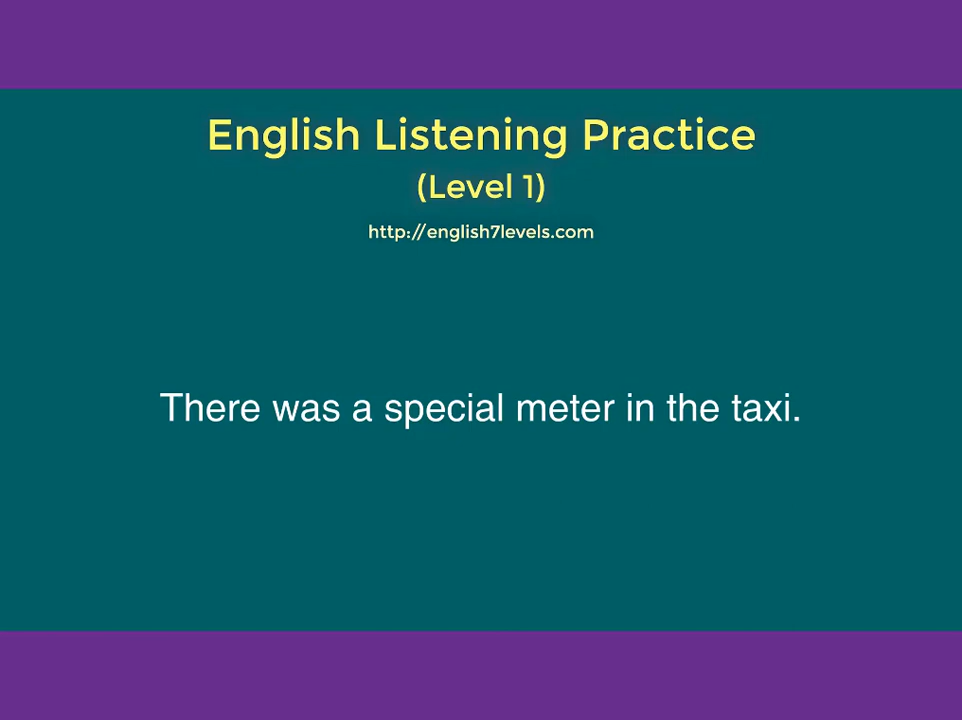 English Listening Practice
(Level 1)
http://english7levels.com
There was a special meter in the taxi.